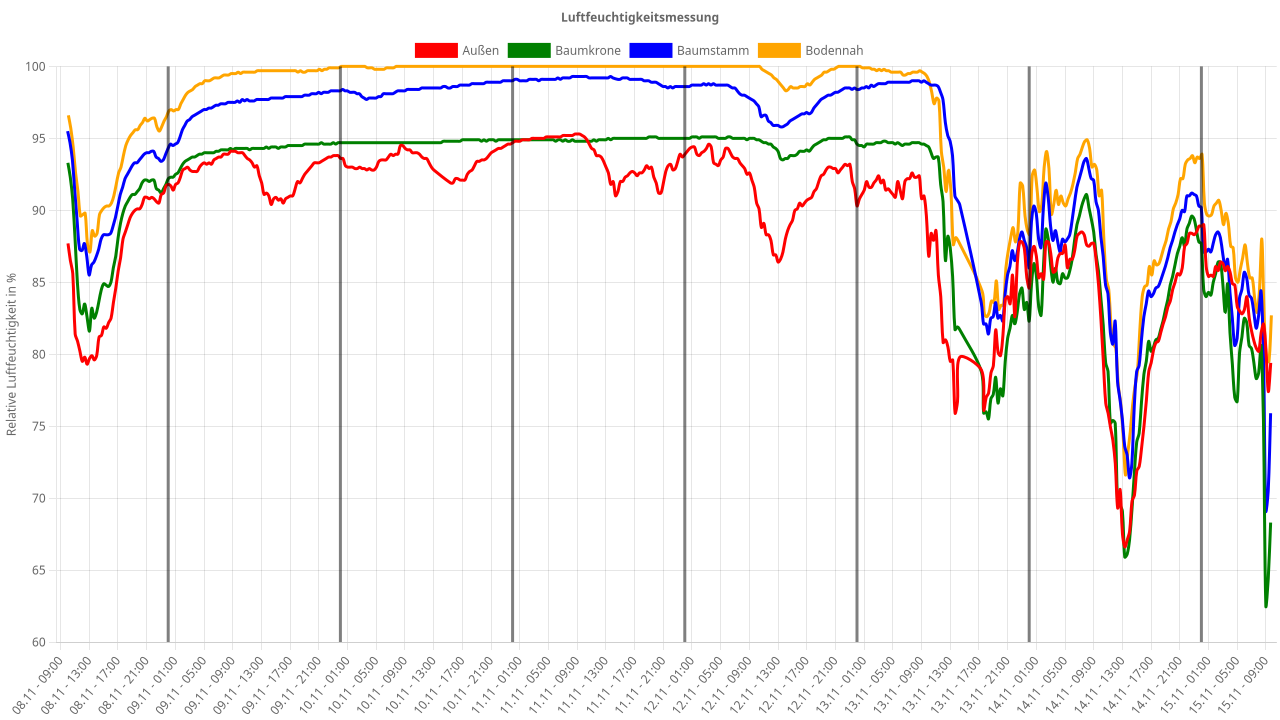 Luftfeuchtigkeitsmessung
Außen Baumkrone Baumstamm Bodennah
Relative Luftfeuchtigkeit in %
100
95
90
85
80
75
70
65
60
08.11 - 09:00
08.11 - 13:00
08.11 - 17:00
08.11 - 21:00
09.11 - 01:00
09.11 - 05:00
09.11 - 09:00
09.11 - 13:00
09.11 - 17:00
09.11 - 21:00
10.11 - 01:00
10.11 - 05:00
10.11 - 09:00
10.11 - 13:00
10.11 - 17:00
10.11 - 21:00
11.11 - 01:00
11.11 - 05:00
11.11 - 09:00
11.11 - 13:00
11.11 - 17:00
11.11 - 21:00
12.11 - 01:00
12.11 - 05:00
12.11 - 09:00
12.11 - 13:00
12.11 - 17:00
12.11 - 21:00
13.11 - 01:00
13.11 - 05:00
13.11 - 09:00
13.11 - 13:00
13.11 - 17:00
13.11 - 21:00
14.11 - 01:00
14.11 - 05:00
14.11 - 09:00
14.11 - 13:00
14.11 - 17:00
14.11 - 21:00
15.11 - 01:00
15.11 - 05:00
15.11 - 09:00